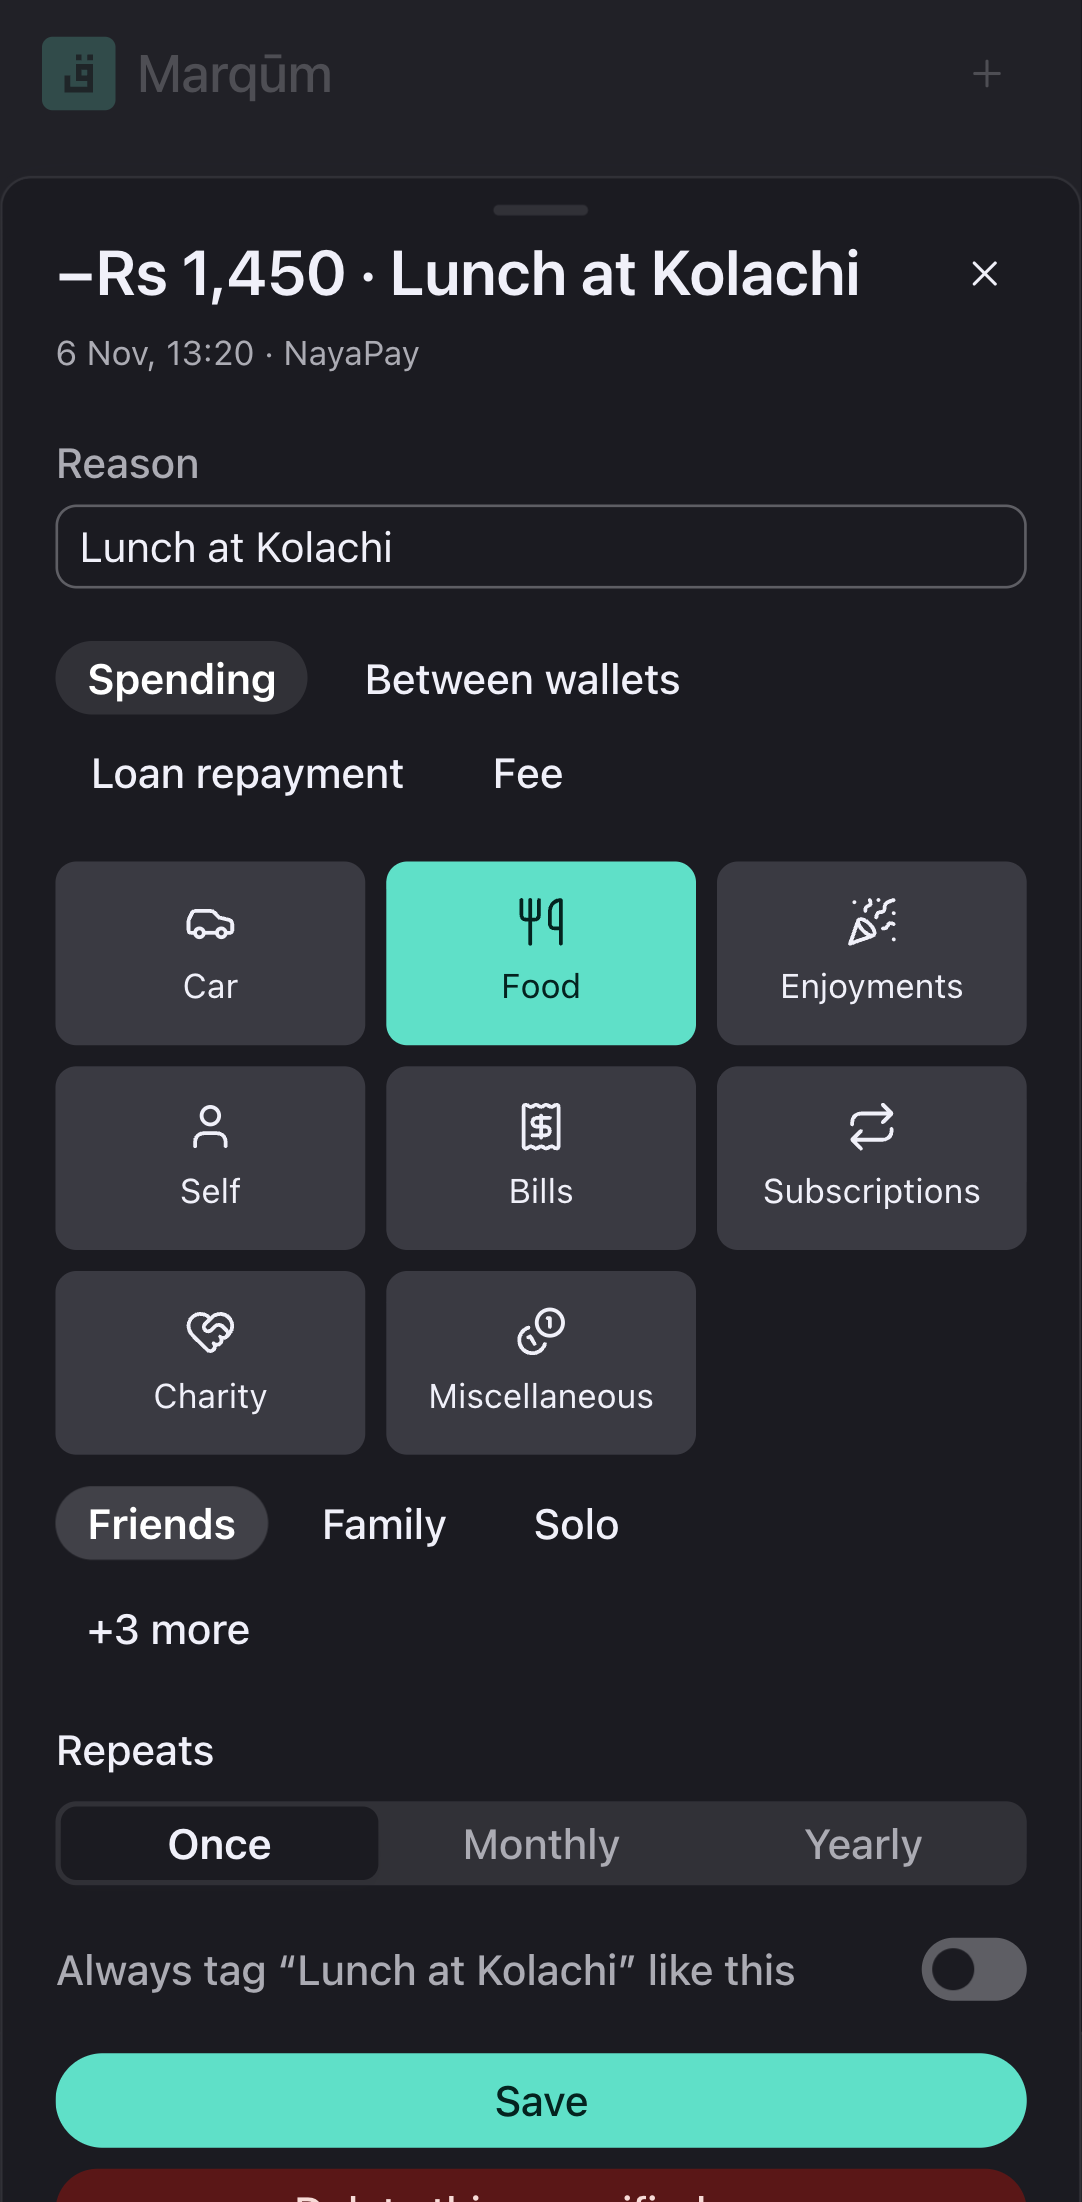 Marqūm
−Rs 1,450 · Lunch at Kolachi
6 Nov, 13:20 · NayaPay
Reason
Lunch at Kolachi
Spending Between wallets
Loan repayment Fee
Car Food Enjoyments
Self Bills Subscriptions
Charity Miscellaneous
Friends Family Solo
+3 more
Repeats
Once Monthly Yearly
Always tag “Lunch at Kolachi” like this
Save